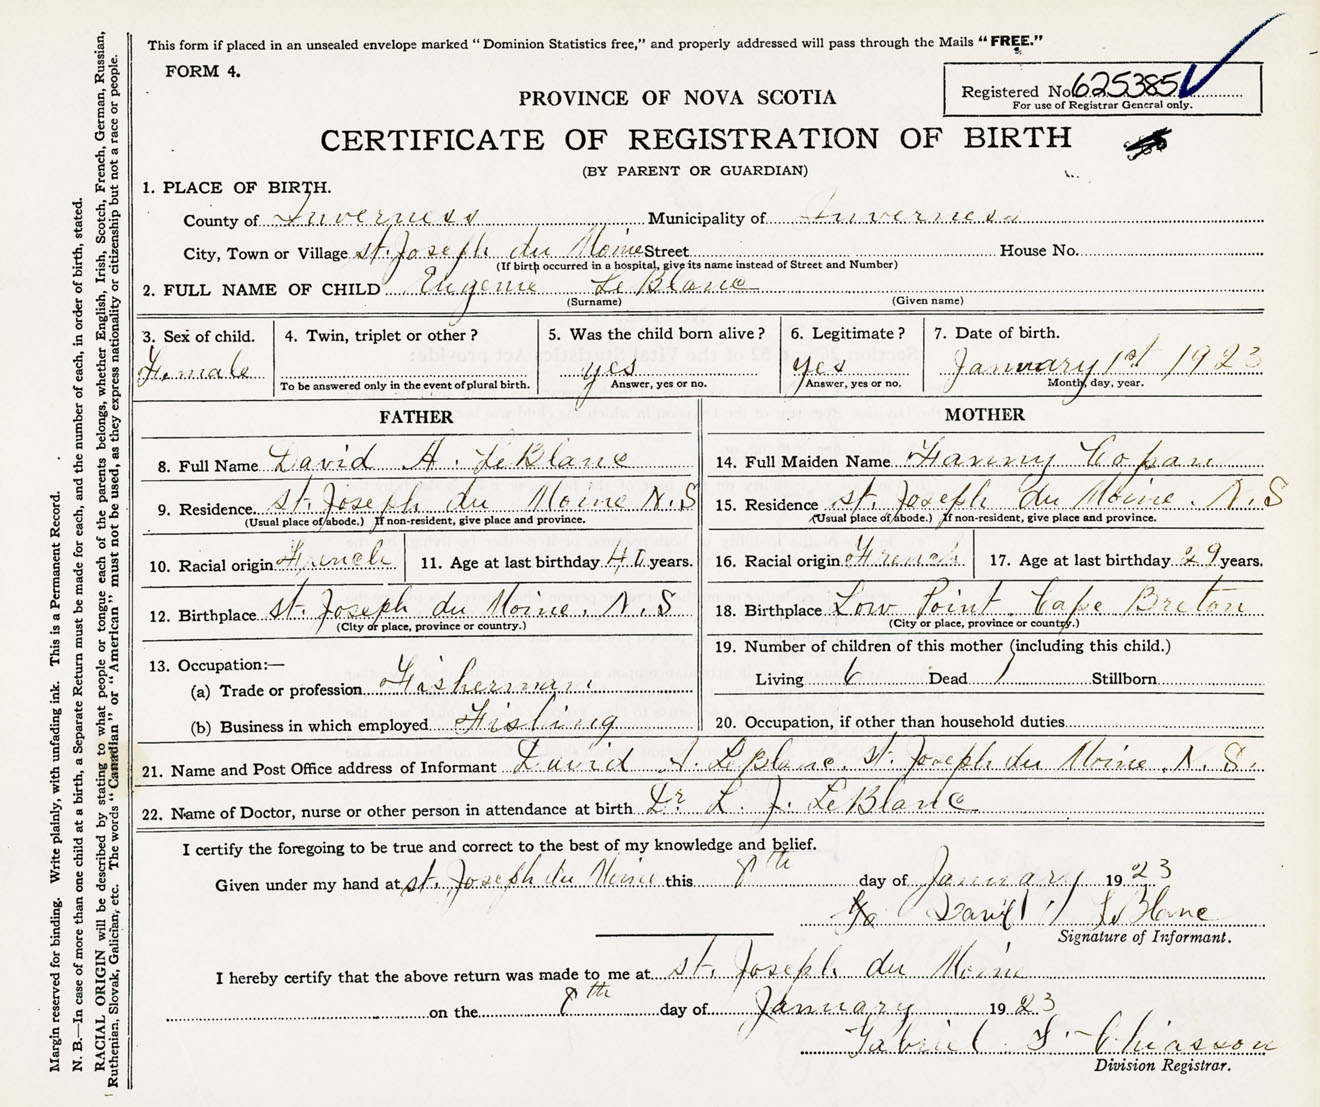 This form if placed in an unsealed envelope marked "Dominion Statistics free," and properly addressed will pass through the Mails "FREE."
FORM 4.
Registered No. 625385
For use of Registrar General only.
PROVINCE OF NOVA SCOTIA
CERTIFICATE OF REGISTRATION OF BIRTH
(BY PARENT OR GUARDIAN)
1. PLACE OF BIRTH.
County of Inverness Municipality of Inverness
City, Town or Village St. Joseph du Moine Street House No.
(If birth occurred in a hospital, give its name instead of Street and Number)
2. FULL NAME OF CHILD Eugenie LeBlanc
(Surname) (Given name)
3. Sex of child. 4. Twin, triplet or other? 5. Was the child born alive? 6. Legitimate? 7. Date of birth.
Female yes yes January 1st 1923
To be answered only in the event of plural birth. Answer, yes or no. Answer, yes or no. Month, day, year.
FATHER
8. Full Name David H. LeBlanc
9. Residence St. Joseph du Moine N.S
(Usual place of abode.) If non-resident, give place and province.
10. Racial origin French 11. Age at last birthday 40 years.
12. Birthplace St. Joseph du Moine. N.S
(City or place, province or country.)
13. Occupation:—
(a) Trade or profession Fisherman
(b) Business in which employed Fishing
MOTHER
14. Full Maiden Name Fanny Copan
15. Residence St. Joseph du Moine. N.S
(Usual place of abode.) If non-resident, give place and province.
16. Racial origin French 17. Age at last birthday 29 years.
18. Birthplace Low Point Cape Breton
(City or place, province or country.)
19. Number of children of this mother (including this child.)
Living 6 Dead 1 Stillborn
20. Occupation, if other than household duties
21. Name and Post Office address of Informant David LeBlanc. St. Joseph du Moine. N.S.
22. Name of Doctor, nurse or other person in attendance at birth Dr L. J. LeBlanc
I certify the foregoing to be true and correct to the best of my knowledge and belief.
Given under my hand at St. Joseph du Moine this 8th day of January 1923
David LeBlanc
Signature of Informant.
I hereby certify that the above return was made to me at St. Joseph du Moine
on the 8th day of January 1923
Gabriel Chiasson
Division Registrar.
Margin reserved for binding. Write plainly, with unfading ink. This is a Permanent Record.
N. B.—In case of more than one child at a birth, a Separate Return must be made for each, and the number of each, in order of birth, stated.
RACIAL ORIGIN will be described by stating to what people or tongue each of the parents belongs, whether English, Irish, Scotch, French, German, Russian,
Ruthenian, Slovak, Galician, etc. The words "Canadian" or "American" must not be used, as they express nationality or citizenship but not a race or people.